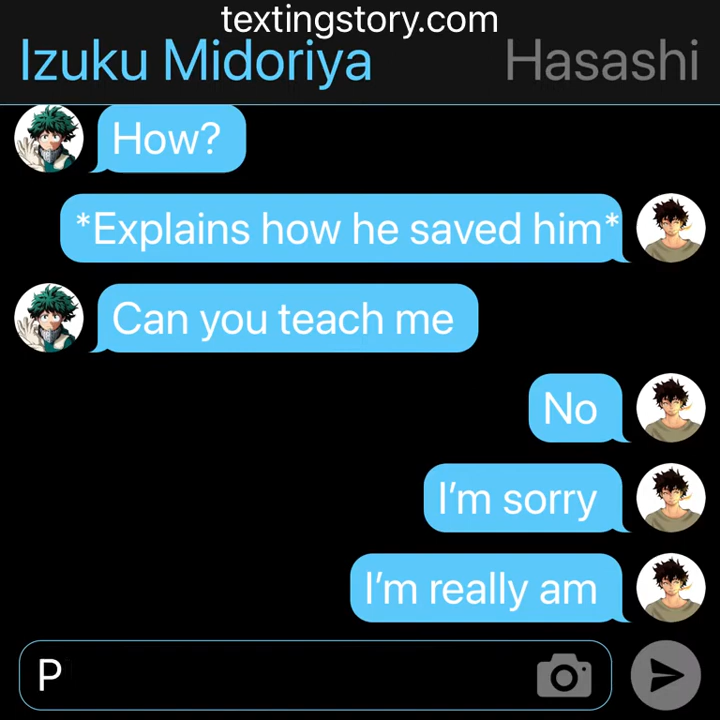 textingstory.com
Izuku Midoriya Hasashi
How?
*Explains how he saved him*
Can you teach me
No
I'm sorry
I'm really am
P